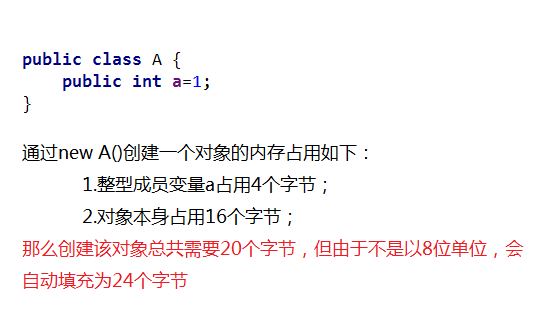 public class A {
public int a=1;
}
通过new A()创建一个对象的内存占用如下：
1.整型成员变量a占用4个字节；
2.对象本身占用16个字节；
那么创建该对象总共需要20个字节，但由于不是以8位单位，会
自动填充为24个字节